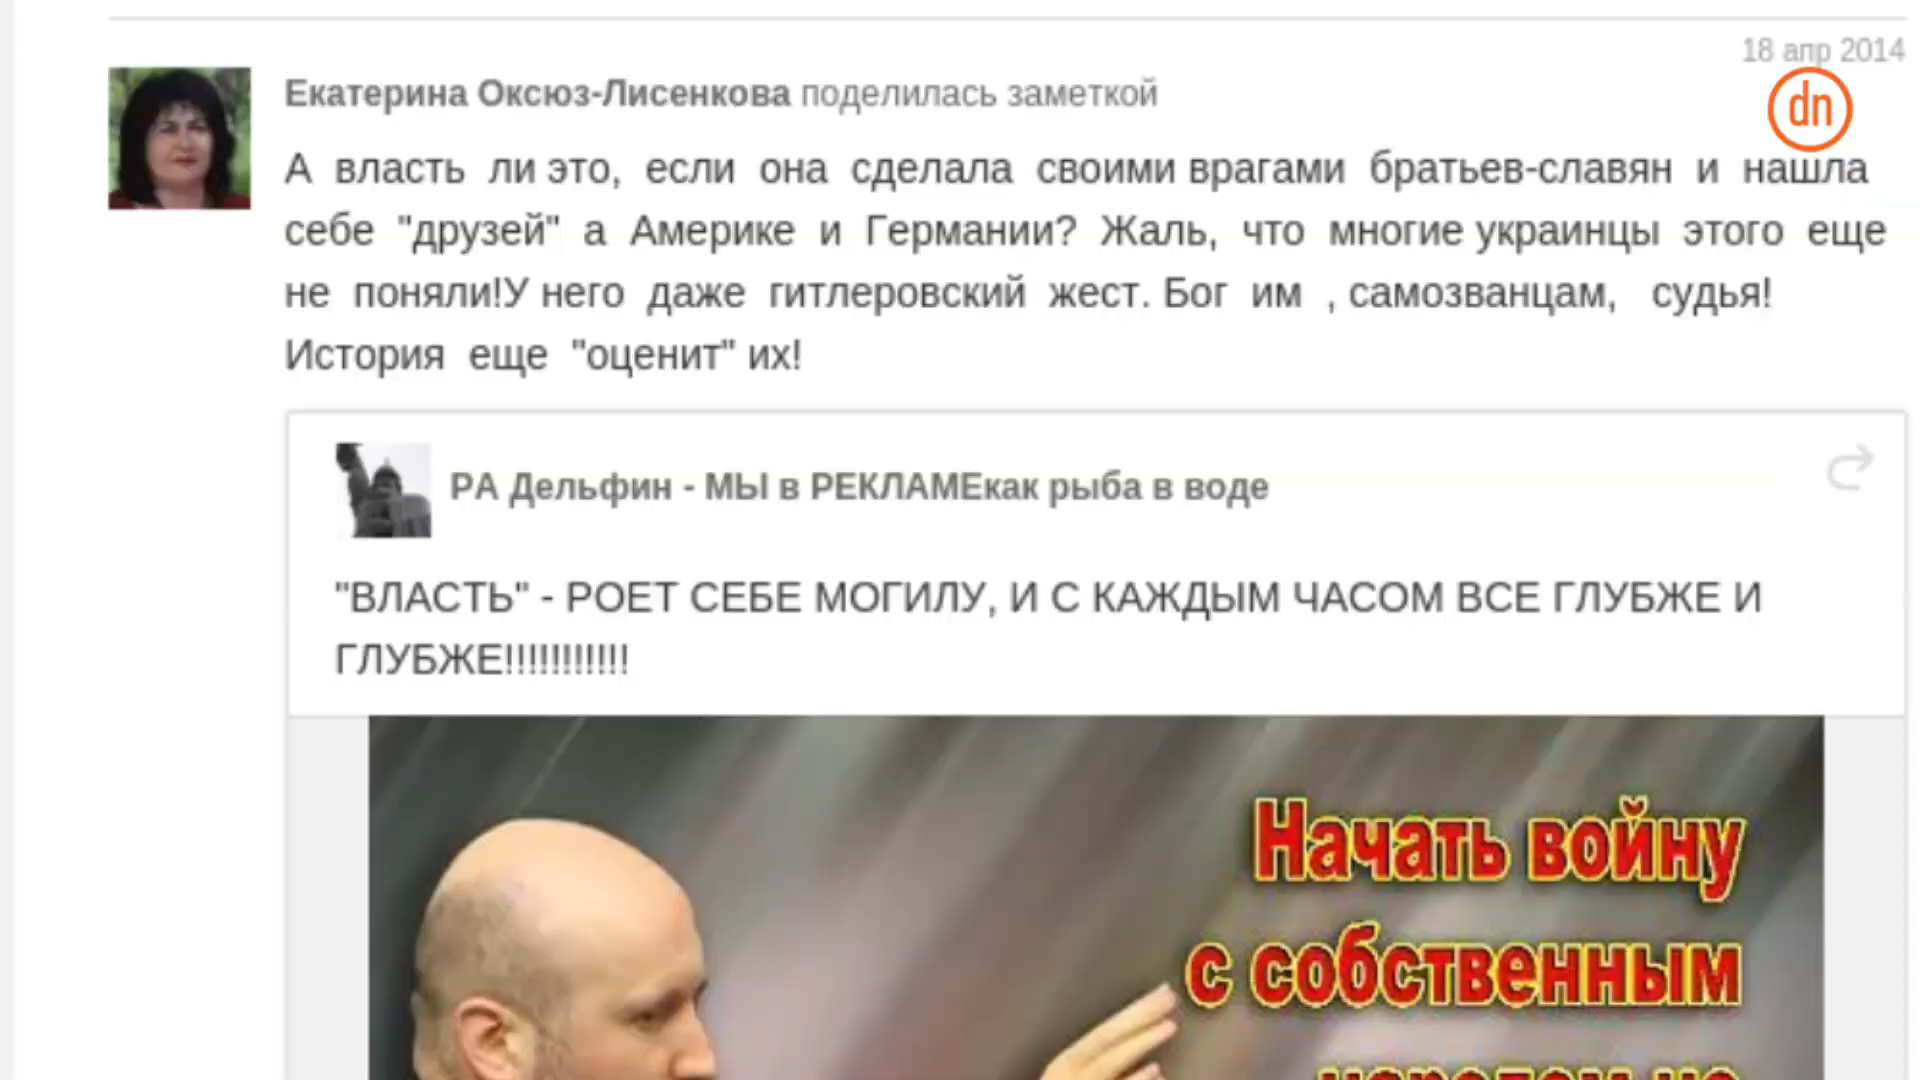 18 апр 2014
dn
Екатерина Оксюз-Лисенкова поделилась заметкой
А власть ли это, если она сделала своими врагами братьев-славян и нашла
себе "друзей" а Америке и Германии? Жаль, что многие украинцы этого еще
не поняли!У него даже гитлеровский жест. Бог им , самозванцам, судья!
История еще "оценит" их!
РА Дельфин - МЫ в РЕКЛАМЕкак рыба в воде
"ВЛАСТЬ" - РОЕТ СЕБЕ МОГИЛУ, И С КАЖДЫМ ЧАСОМ ВСЕ ГЛУБЖЕ И
ГЛУБЖЕ!!!!!!!!!!!
Начать войну
с собственным